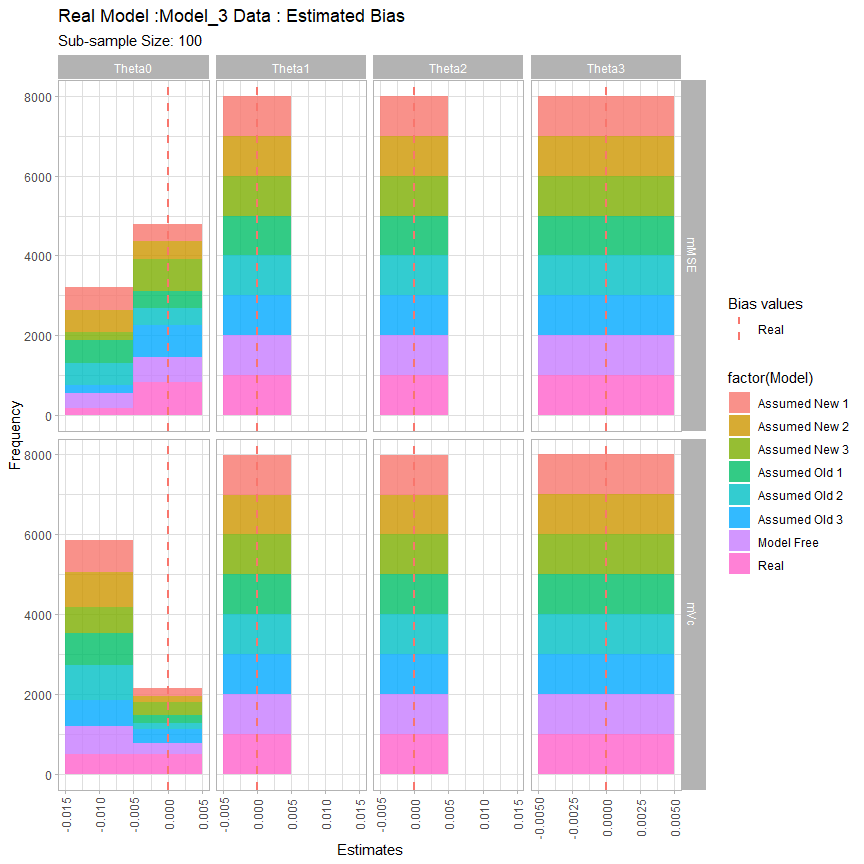 Real Model :Model_3 Data : Estimated Bias
Sub-sample Size: 100
Theta0 Theta1 Theta2 Theta3
8000
6000
4000
2000
0
mMSE
8000
6000
4000
2000
0
mVc
Frequency
-0.015 -0.010 -0.005 0.000 0.005 -0.005 0.000 0.005 0.010 0.015 -0.005 0.000 0.005 0.010 0.015 -0.0050 -0.0025 0.0000 0.0025 0.0050
Estimates
Bias values
Real
factor(Model)
Assumed New 1
Assumed New 2
Assumed New 3
Assumed Old 1
Assumed Old 2
Assumed Old 3
Model Free
Real